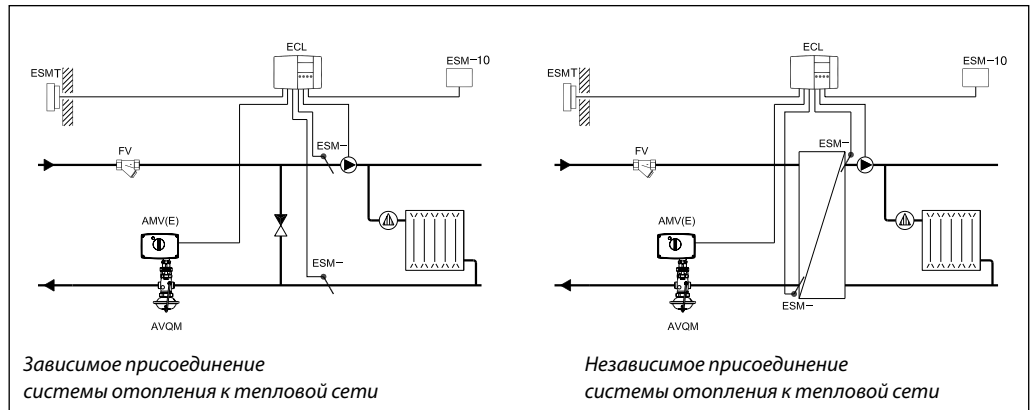 ECL
ESMT
ESM-10
ESM-
FV
AMV(E)
ESM-
AVQM
Зависимое присоединение
системы отопления к тепловой сети
ECL
ESMT
ESM-10
ESM-
FV
AMV(E)
ESM-
AVQM
Независимое присоединение
системы отопления к тепловой сети